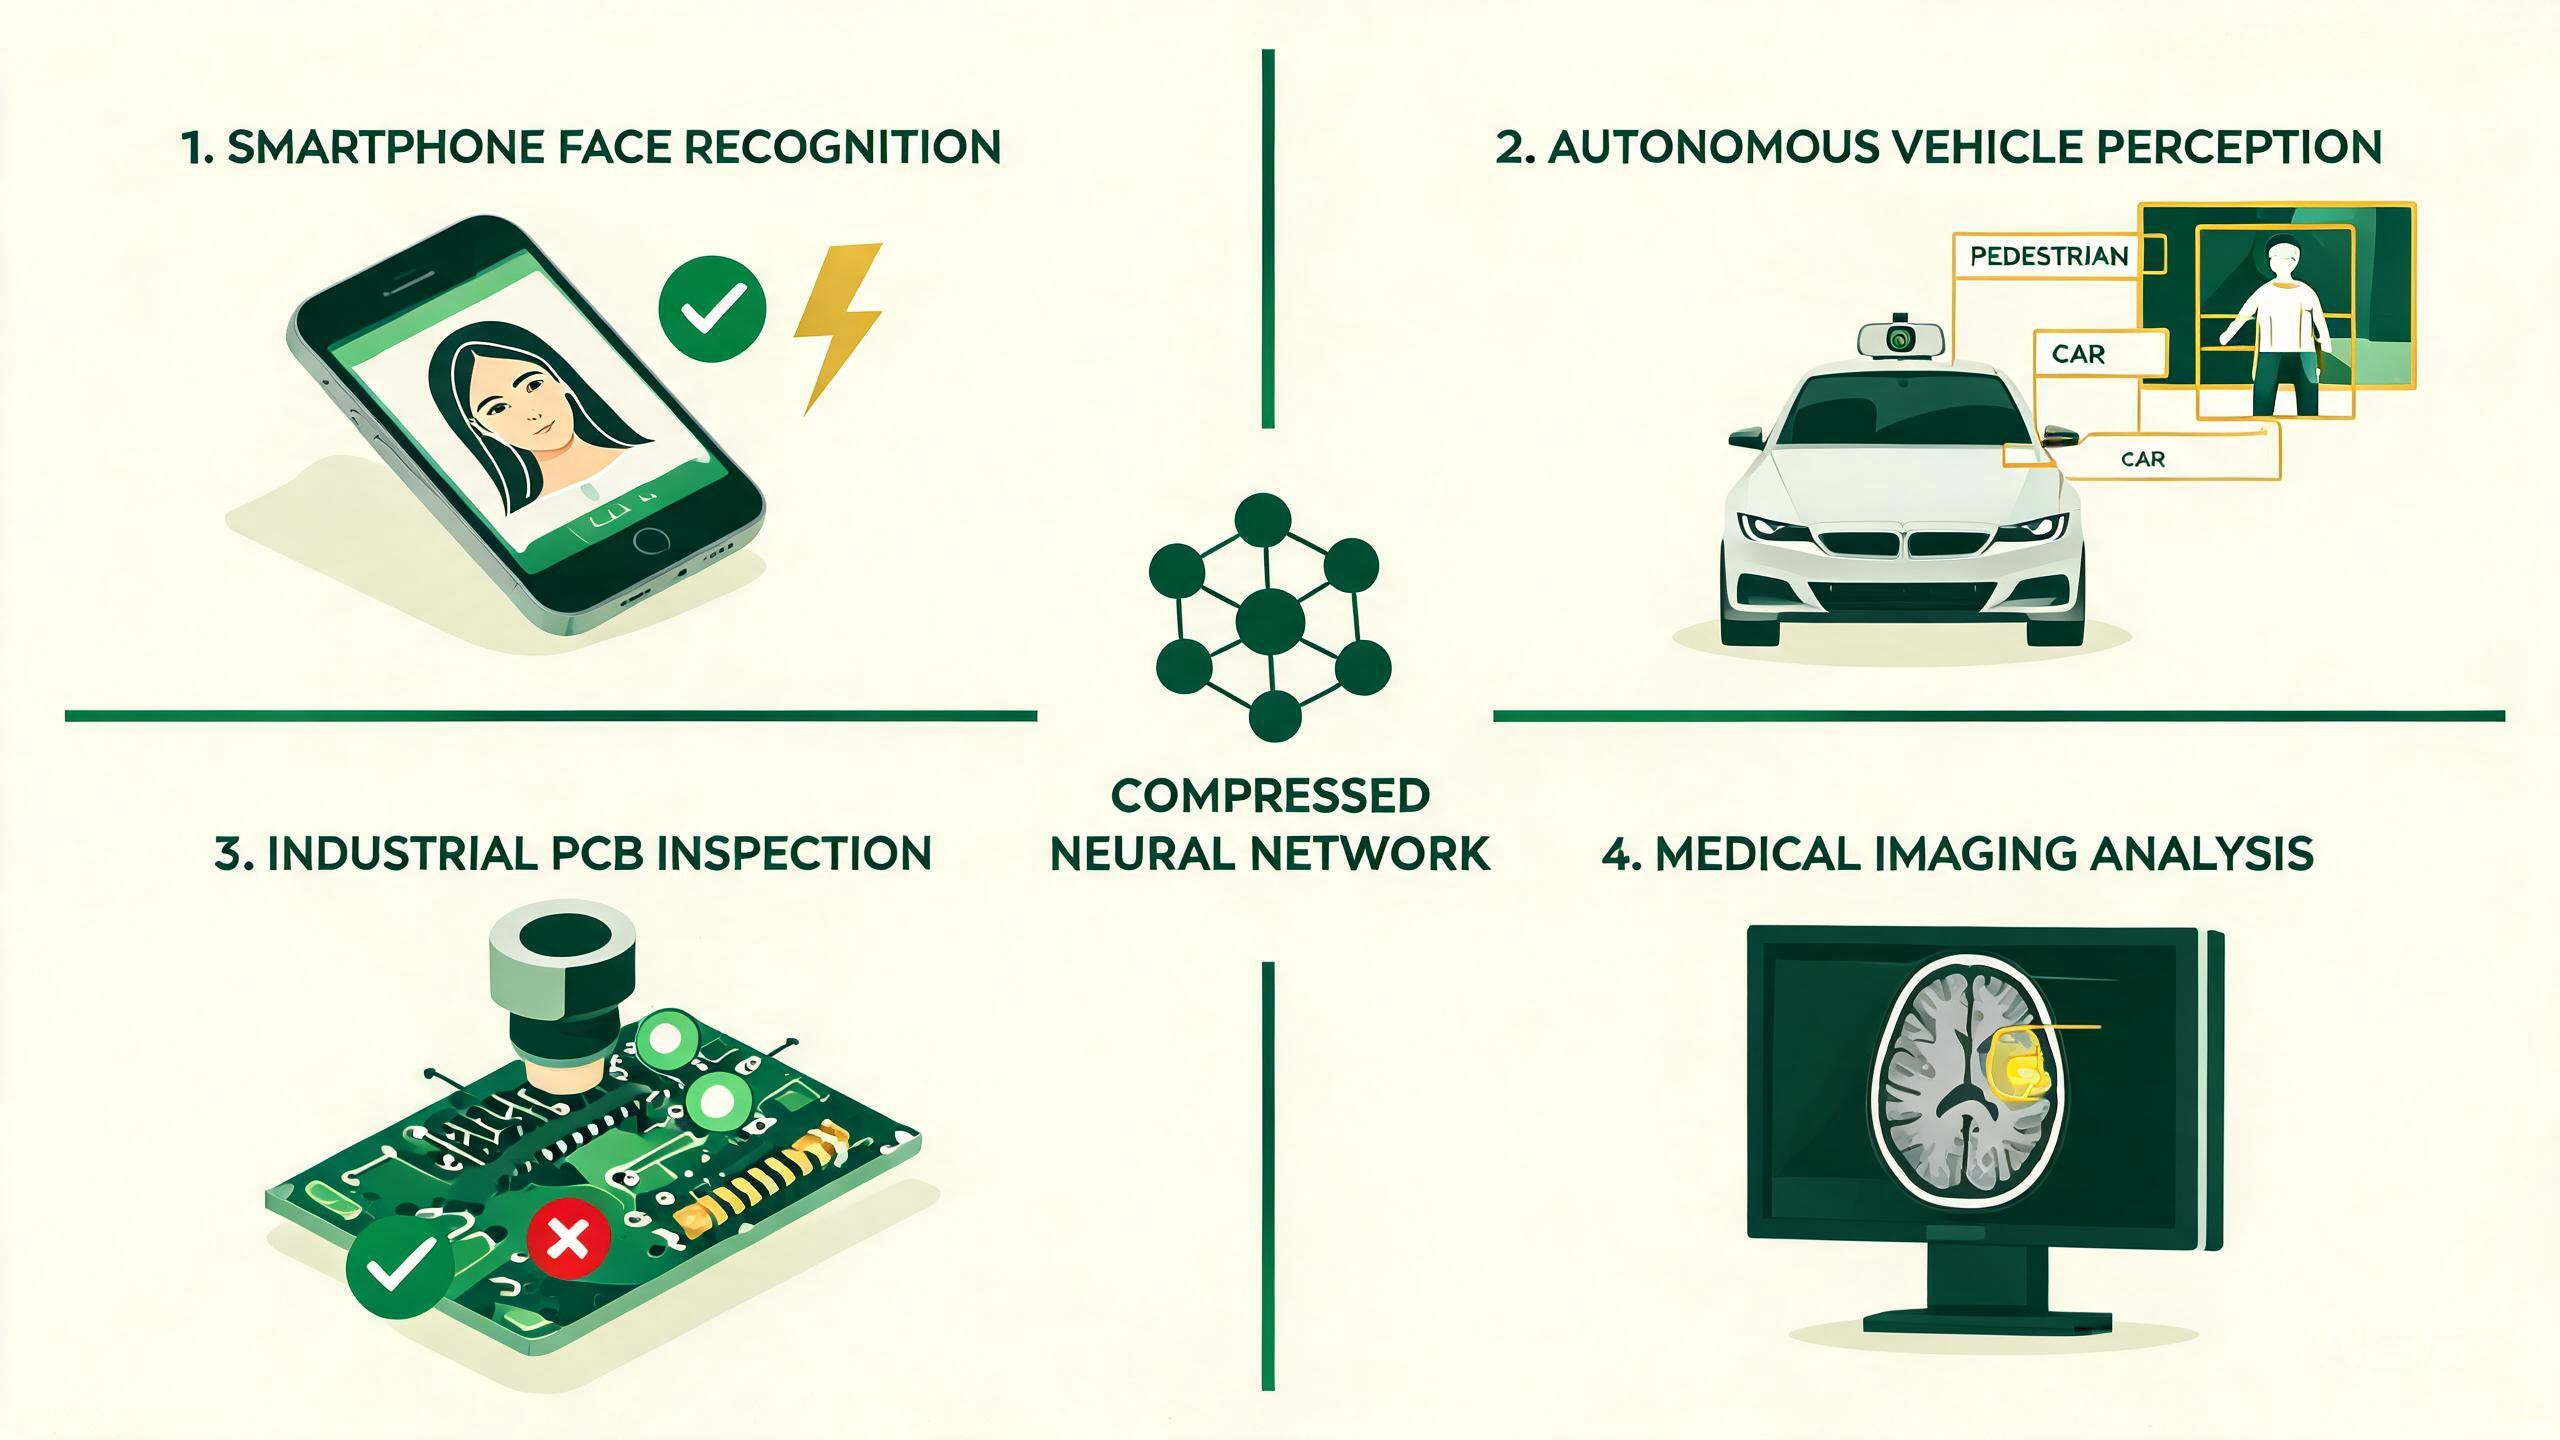 1. SMARTPHONE FACE RECOGNITION
2. AUTONOMOUS VEHICLE PERCEPTION
PEDESTRIAN
CAR
CAR
COMPRESSED
NEURAL NETWORK
3. INDUSTRIAL PCB INSPECTION
4. MEDICAL IMAGING ANALYSIS